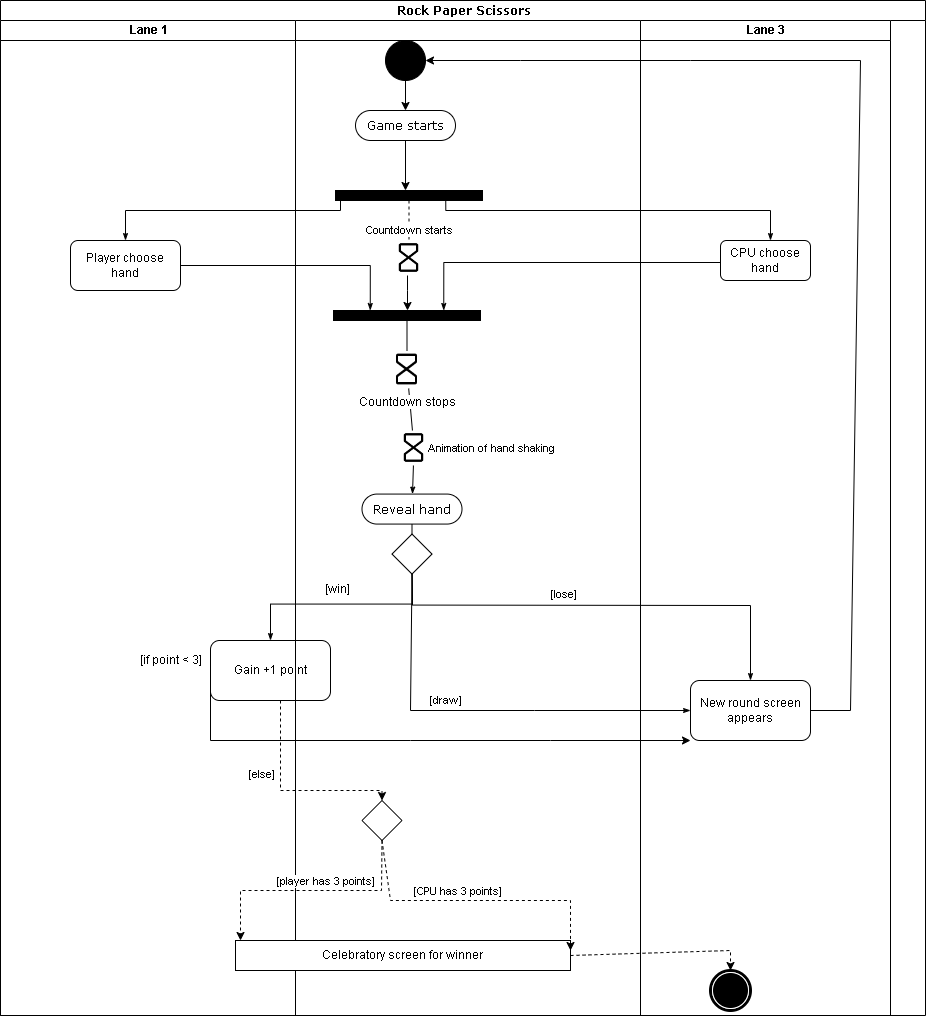 Rock Paper Scissors
Lane 1
Lane 3
Game starts
Countdown starts
Player choose
hand
CPU choose
hand
Countdown stops
Animation of hand shaking
Reveal hand
[win]
[lose]
[if point < 3]
Gain +1 point
[draw]
New round screen
appears
[else]
[player has 3 points]
[CPU has 3 points]
Celebratory screen for winner